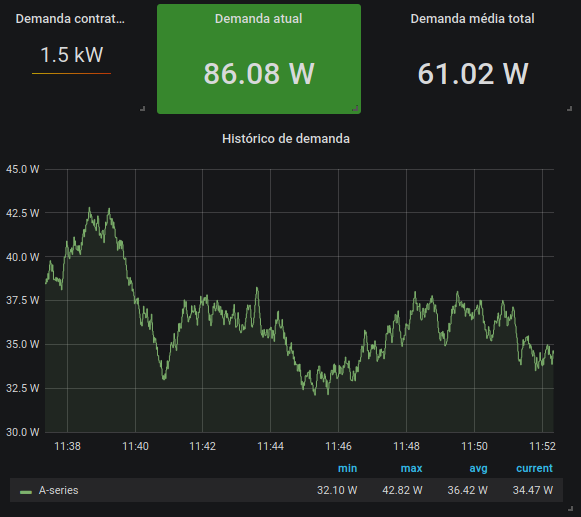 Demanda contrat...
Demanda atual
Demanda média total
1.5 kW
86.08 W
61.02 W
Histórico de demanda
45.0 W
42.5 W
40.0 W
37.5 W
35.0 W
32.5 W
30.0 W
11:38 11:40 11:42 11:44 11:46 11:48 11:50 11:52
min max avg current
A-series 32.10 W 42.82 W 36.42 W 34.47 W